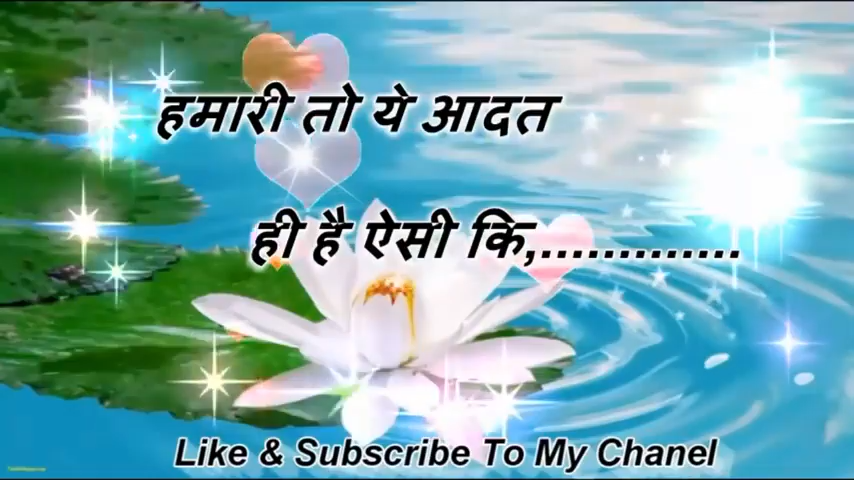 हमारी तो ये आदत
ही है ऐसी कि,.............
Like & Subscribe To My Chanel